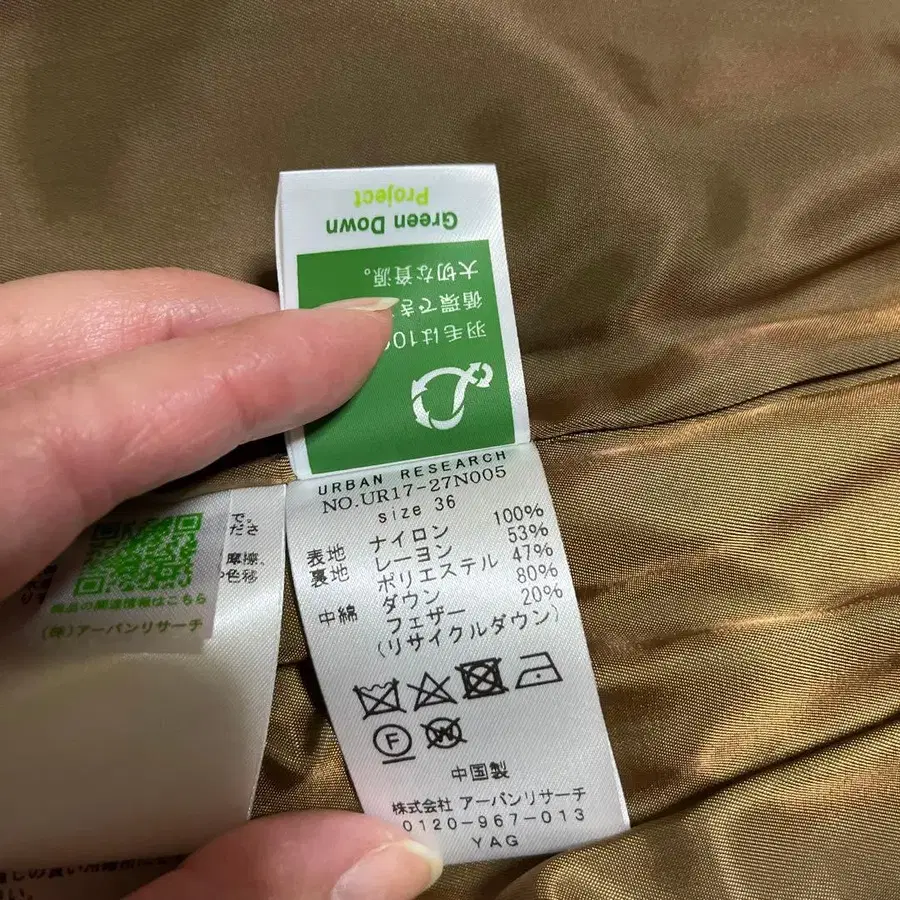 羽毛は100
循環でき
大切な資源。
Green Down
Project
URBAN RESEARCH
NO.UR17-27N005
size 36
表地 ナイロン 100%
裏地 レーヨン 53%
ポリエステル 47%
中綿 ダウン 80%
フェザー 20%
(リサイクルダウン)
F
W
中国製
株式会社 アーバンリサーチ
0120-967-013
YAG
で。
ださ
摩擦、
色移
商品の関連情報はこちら
(株)アーバンリサーチ